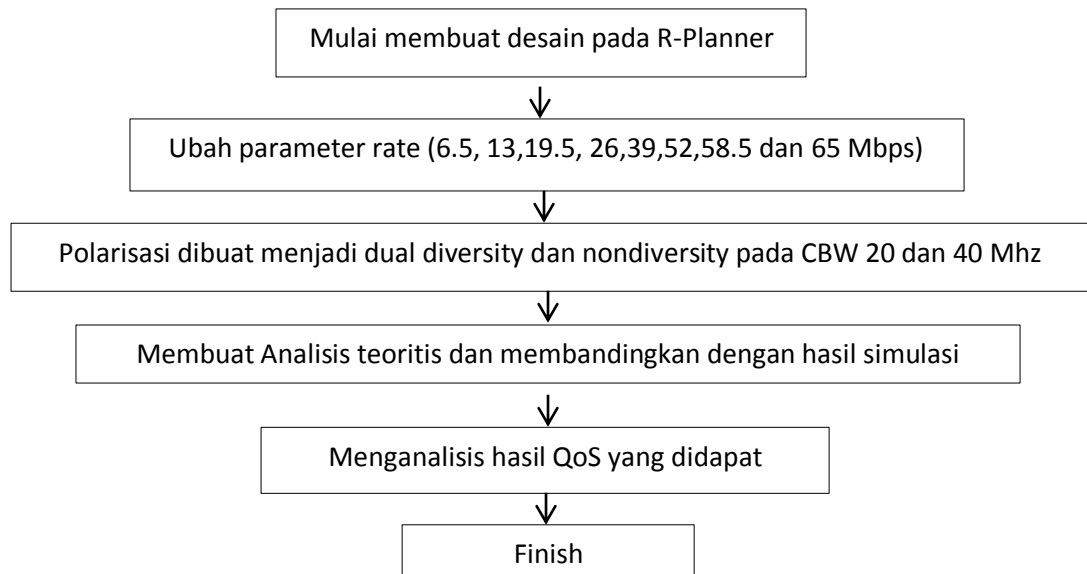 Mulai membuat desain pada R-Planner
Ubah parameter rate (6.5, 13,19.5, 26,39,52,58.5 dan 65 Mbps)
Polarisasi dibuat menjadi dual diversity dan nondiversity pada CBW 20 dan 40 Mhz
Membuat Analisis teoritis dan membandingkan dengan hasil simulasi
Menganalisis hasil QoS yang didapat
Finish